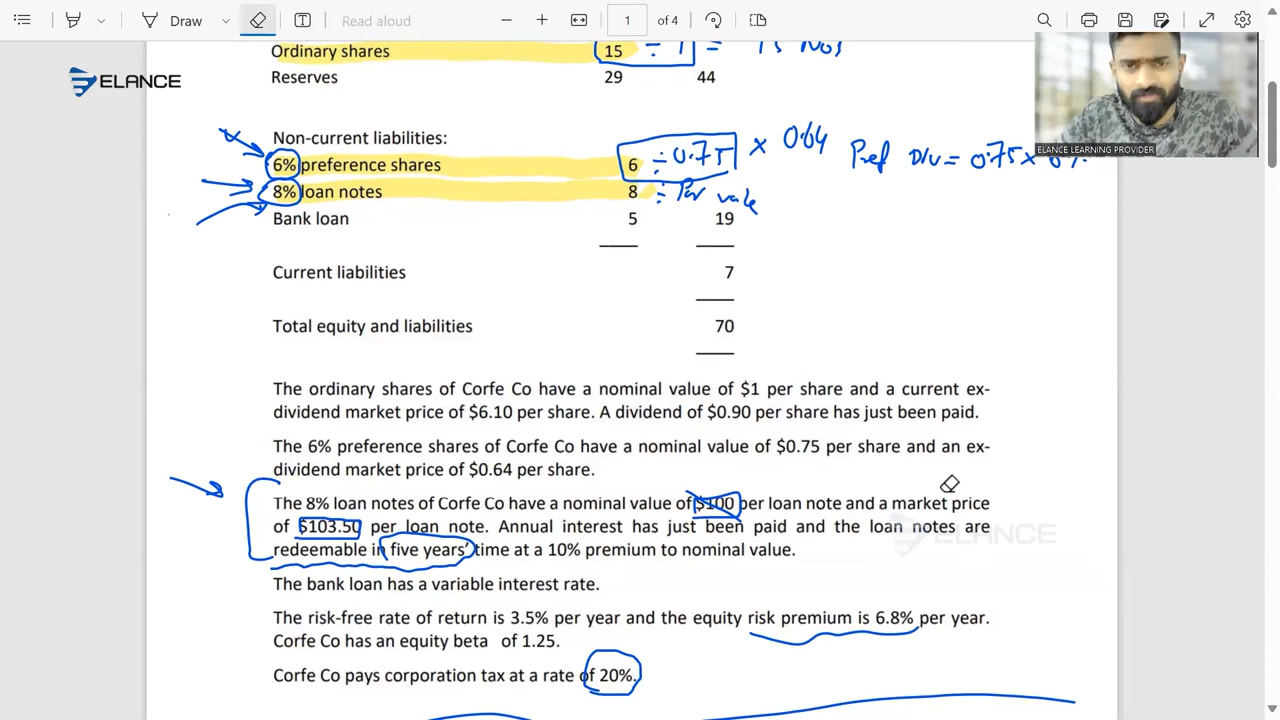 Draw
Read aloud
1 of 4
ELANCE
Ordinary shares 15 ÷ 1 = 15 Nos
Reserves 29 44
ELANCE LEARNING PROVIDER
Non-current liabilities:
6% preference shares 6 ÷ 0.75 × 0.64 Pref Div = 0.75 × 6%
8% loan notes 8 ÷ Par value
Bank loan 5 19
Current liabilities 7
Total equity and liabilities 70
The ordinary shares of Corfe Co have a nominal value of $1 per share and a current ex-
dividend market price of $6.10 per share. A dividend of $0.90 per share has just been paid.
The 6% preference shares of Corfe Co have a nominal value of $0.75 per share and an ex-
dividend market price of $0.64 per share.
The 8% loan notes of Corfe Co have a nominal value of $100 per loan note and a market price
of $103.50 per loan note. Annual interest has just been paid and the loan notes are
redeemable in five years' time at a 10% premium to nominal value.
ELANCE
The bank loan has a variable interest rate.
The risk-free rate of return is 3.5% per year and the equity risk premium is 6.8% per year.
Corfe Co has an equity beta of 1.25.
Corfe Co pays corporation tax at a rate of 20%.